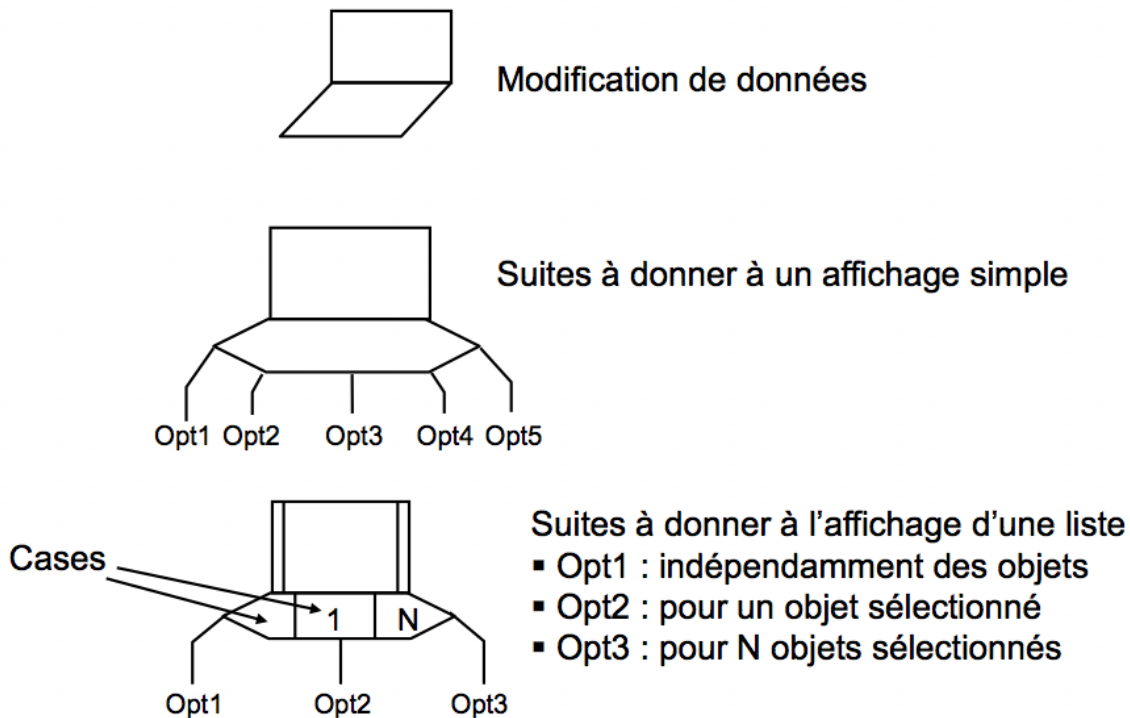 Modification de données
Suites à donner à un affichage simple
Opt1 Opt2 Opt3 Opt4 Opt5
Cases
1 N
Opt1 Opt2 Opt3
Suites à donner à l’affichage d’une liste
▪ Opt1 : indépendamment des objets
▪ Opt2 : pour un objet sélectionné
▪ Opt3 : pour N objets sélectionnés